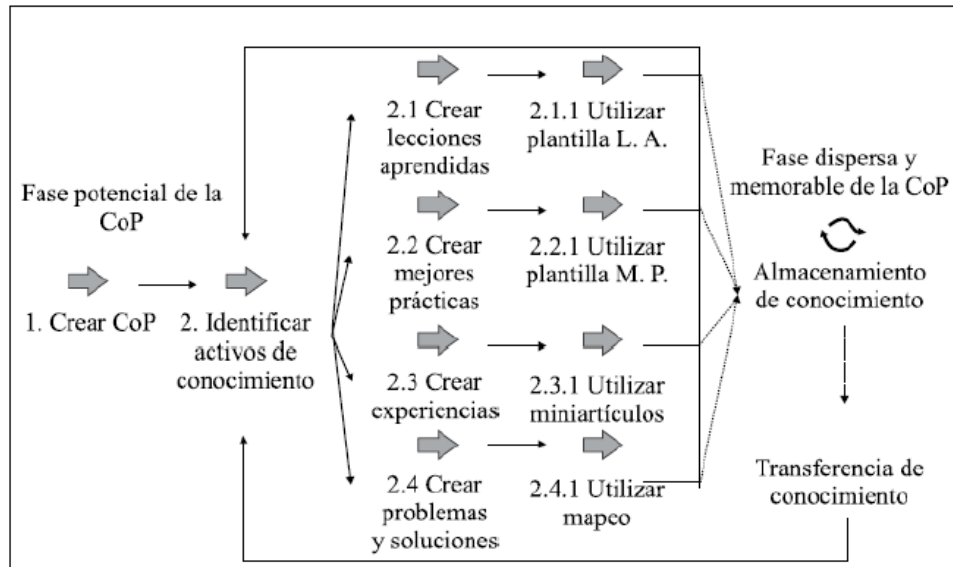 Fase potencial de la
CoP
1. Crear CoP
2. Identificar
activos de
conocimiento
2.1 Crear
lecciones
aprendidas
2.1.1 Utilizar
plantilla L. A.
2.2 Crear
mejores
prácticas
2.2.1 Utilizar
plantilla M. P.
2.3 Crear
experiencias
2.3.1 Utilizar
miniartículos
2.4 Crear
problemas
y soluciones
2.4.1 Utilizar
mapeo
Fase dispersa y
memorable de la CoP
Almacenamiento
de conocimiento
Transferencia de
conocimiento